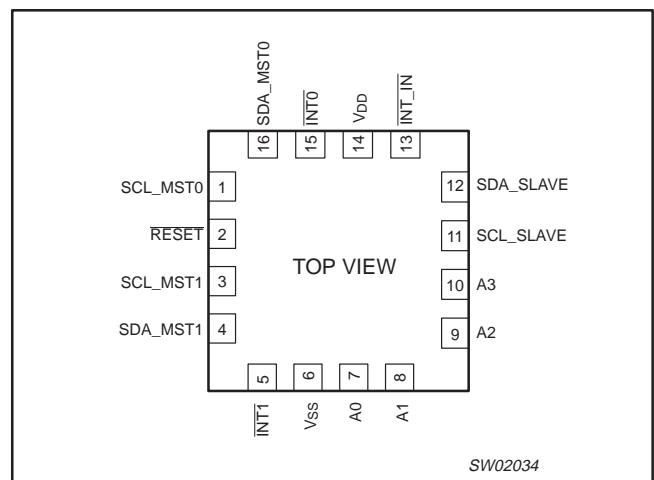 SDA_MST0
INT0
VDD
INT_IN
16
15
14
13
SCL_MST0 1
12 SDA_SLAVE
RESET 2
11 SCL_SLAVE
TOP VIEW
SCL_MST1 3
10 A3
SDA_MST1 4
9 A2
5
6
7
8
INT1
VSS
A0
A1
SW02034